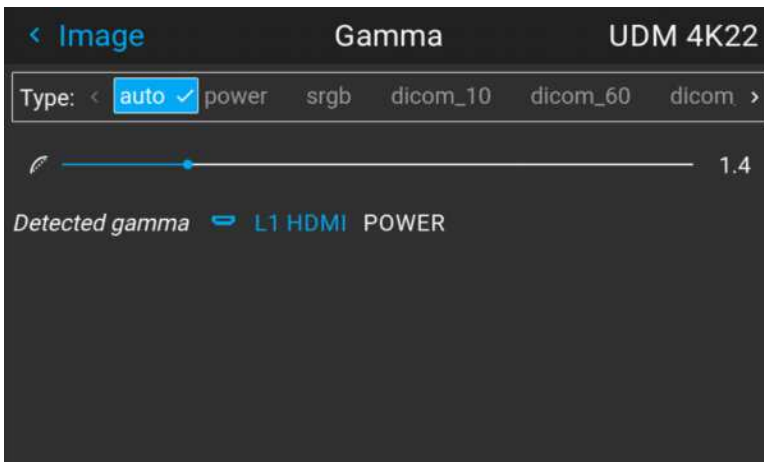 ‹ Image Gamma UDM 4K22
Type: ‹ auto ✓ power srgb dicom_10 dicom_60 dicom ›
1.4
Detected gamma L1 HDMI POWER